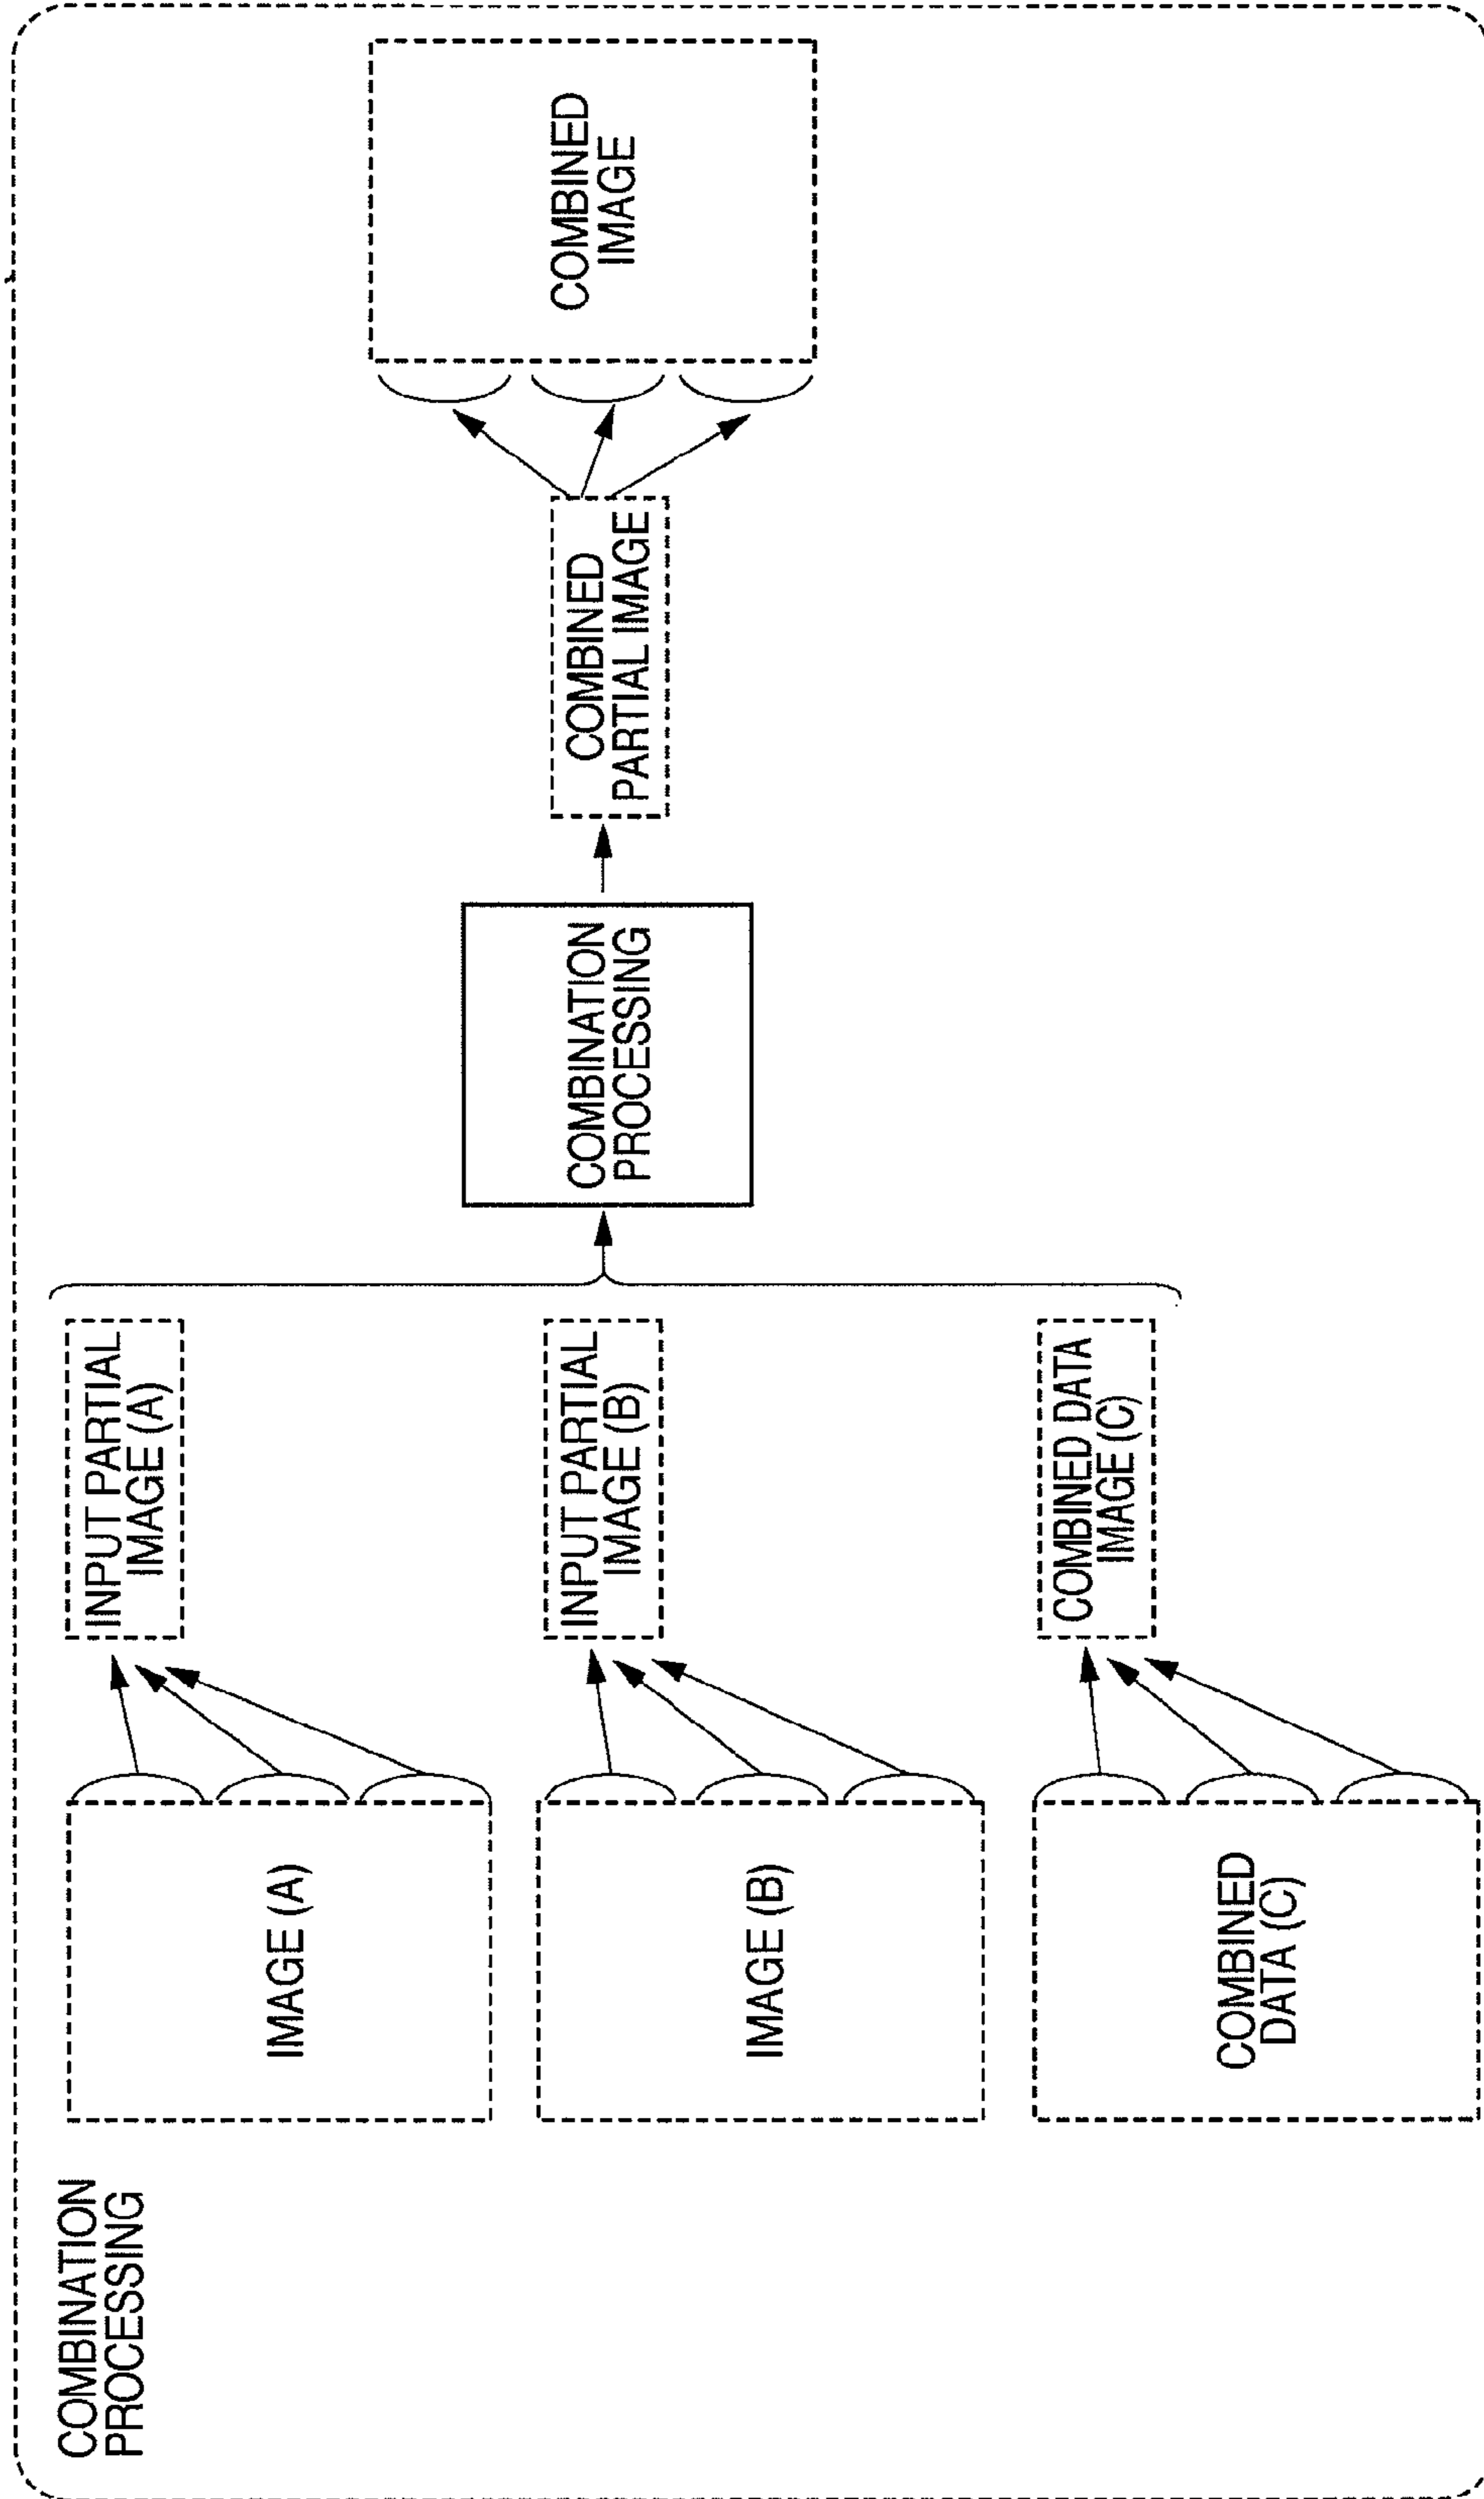 COMBINATION
PROCESSING
IMAGE (A)
INPUT PARTIAL
IMAGE (A)
IMAGE (B)
INPUT PARTIAL
IMAGE (B)
COMBINED
DATA (C)
COMBINED DATA
IMAGE (C)
COMBINATION
PROCESSING
COMBINED
PARTIAL IMAGE
COMBINED
IMAGE